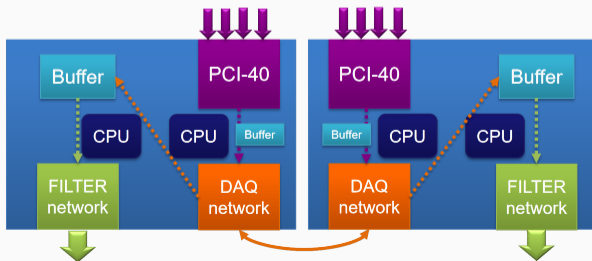 Buffer
PCI-40
CPU
CPU
Buffer
FILTER
network
DAQ
network
PCI-40
Buffer
Buffer
CPU
CPU
DAQ
network
FILTER
network